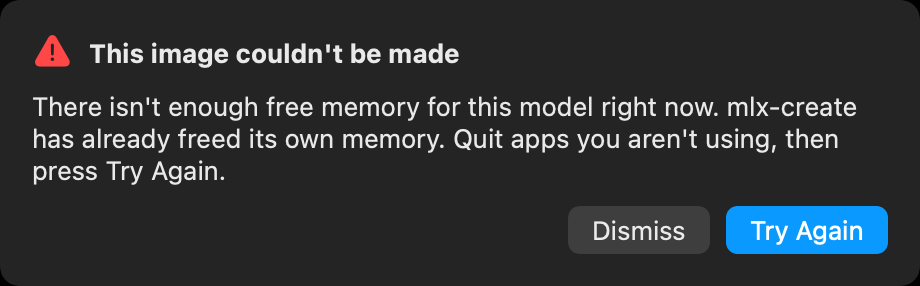 This image couldn't be made
There isn't enough free memory for this model right now. mlx-create
has already freed its own memory. Quit apps you aren't using, then
press Try Again.
Dismiss
Try Again